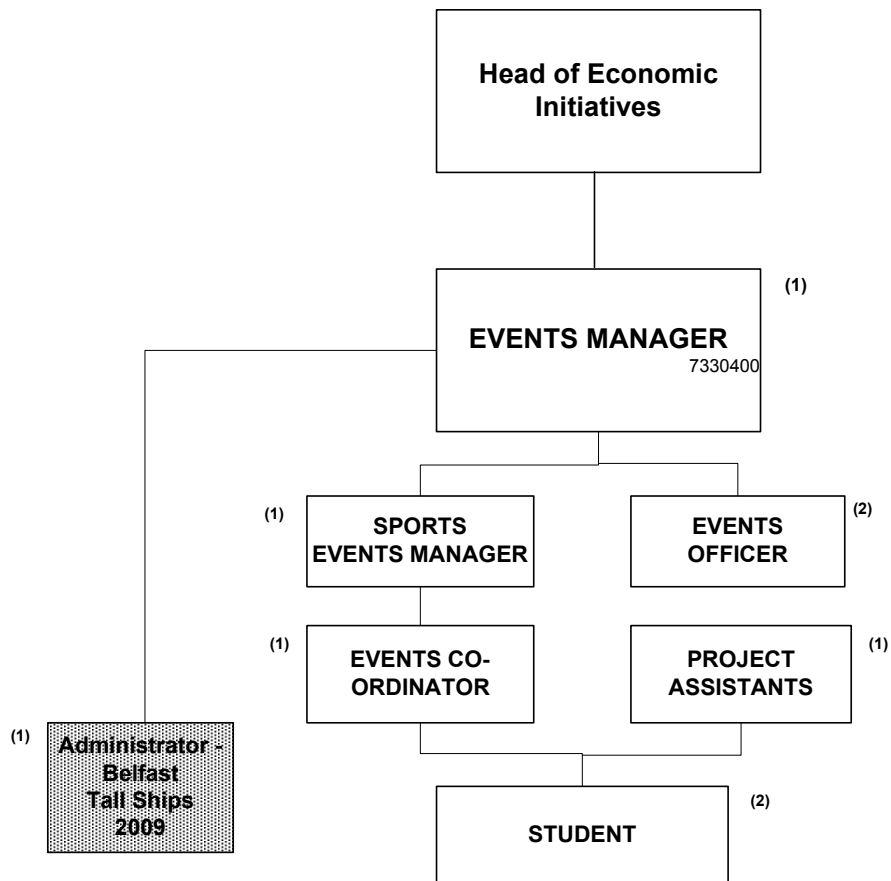 Head of Economic
Initiatives
(1)
EVENTS MANAGER
7330400
(1)
SPORTS
EVENTS MANAGER
(2)
EVENTS
OFFICER
(1)
EVENTS CO-
ORDINATOR
(1)
PROJECT
ASSISTANTS
(1)
Administrator -
Belfast
Tall Ships
2009
(2)
STUDENT